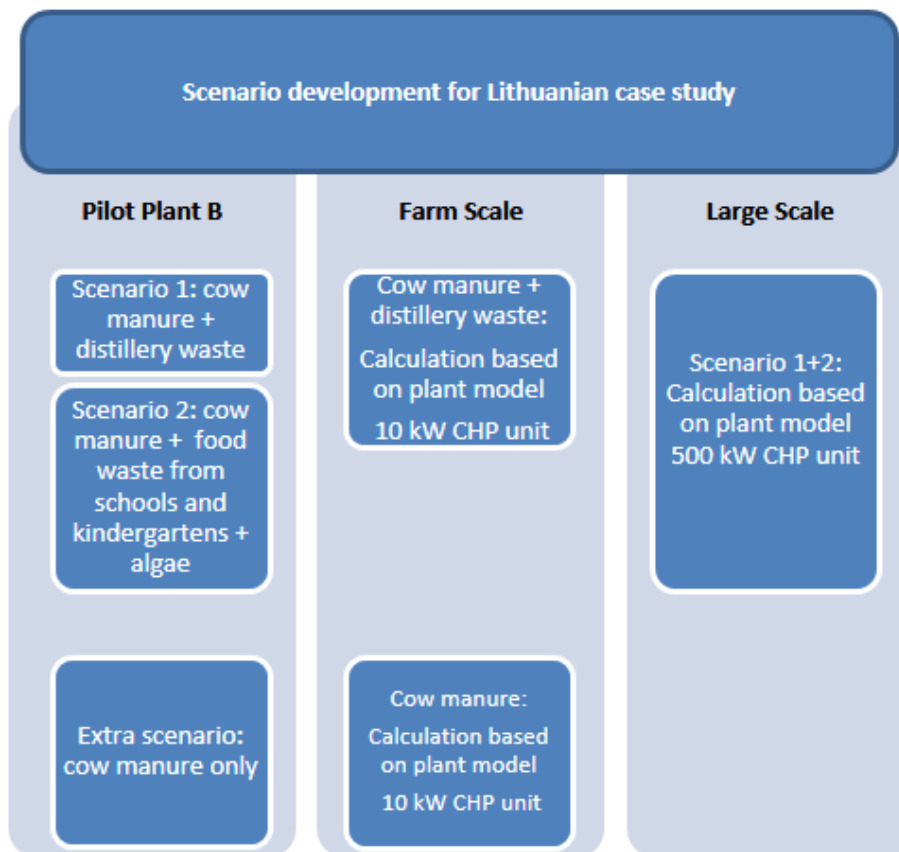 Scenario development for Lithuanian case study
Pilot Plant B
Scenario 1: cow
manure +
distillery waste
Scenario 2: cow
manure + food
waste from
schools and
kindergartens +
algae
Extra scenario:
cow manure only
Farm Scale
Cow manure +
distillery waste:
Calculation based
on plant model
10 kW CHP unit
Cow manure:
Calculation based
on plant model
10 kW CHP unit
Large Scale
Scenario 1+2:
Calculation based
on plant model
500 kW CHP unit